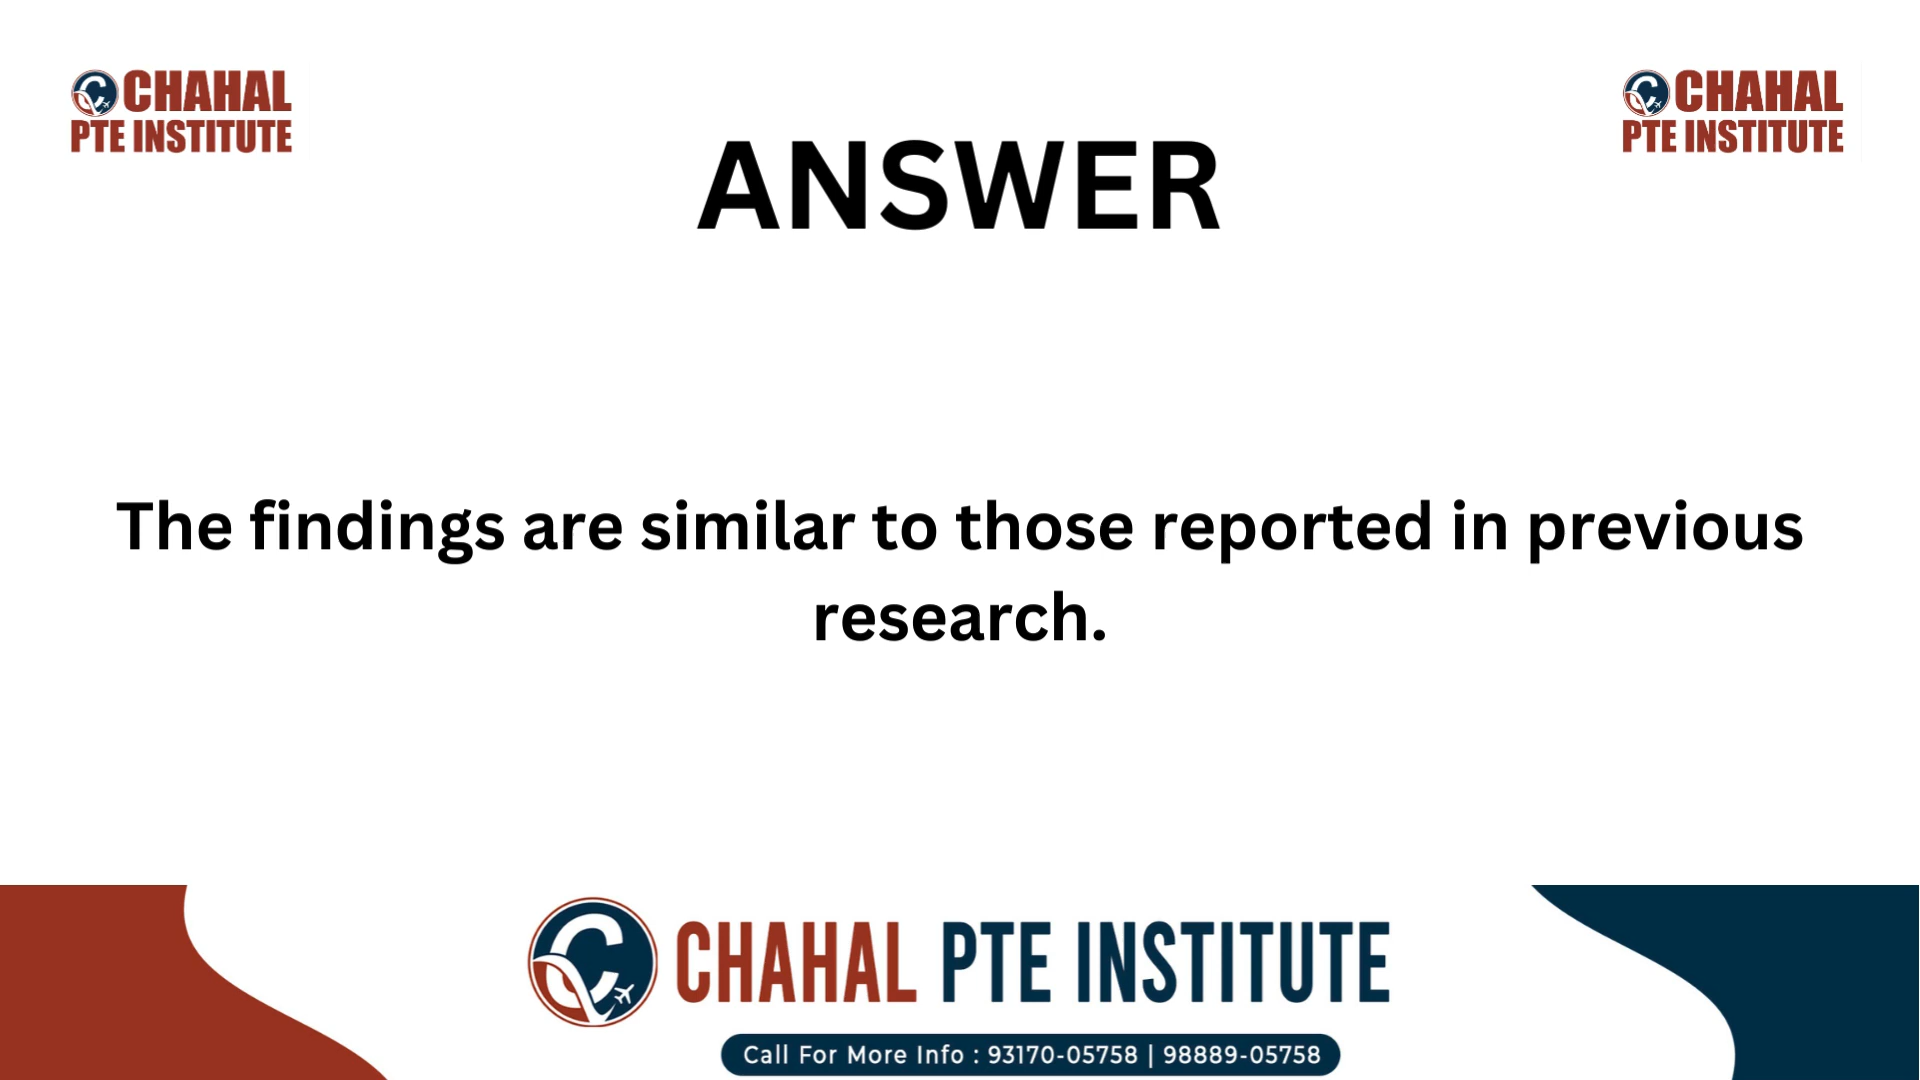 CHAHAL
PTE INSTITUTE
CHAHAL
PTE INSTITUTE
ANSWER
The findings are similar to those reported in previous
research.
CHAHAL PTE INSTITUTE
Call For More Info : 93170-05758 | 98889-05758